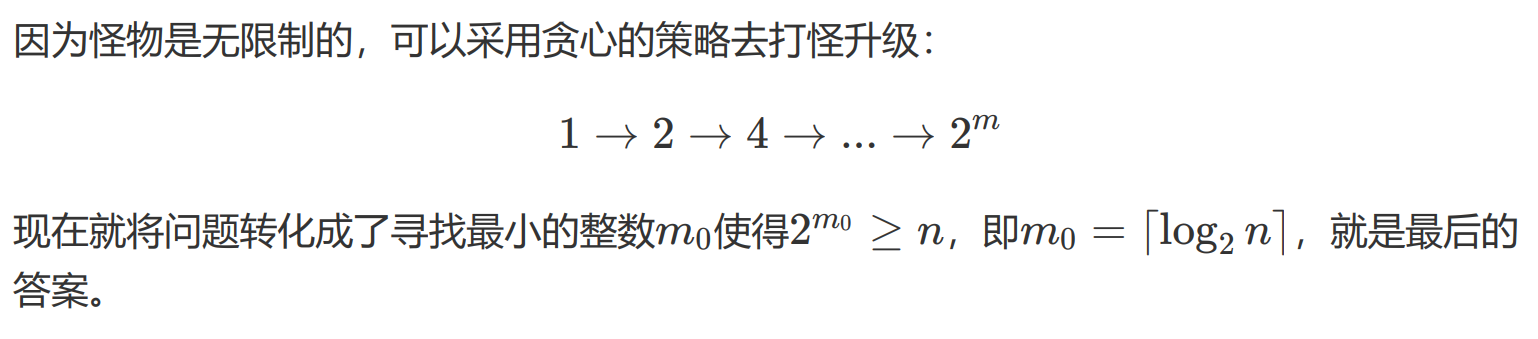 因为怪物是无限制的，可以采用贪心的策略去打怪升级：
1 → 2 → 4 → ... → 2^m
现在就将问题转化成了寻找最小的整数m₀使得2^{m₀} ≥ n，即m₀ = ⌈log₂ n⌉，就是最后的
答案。